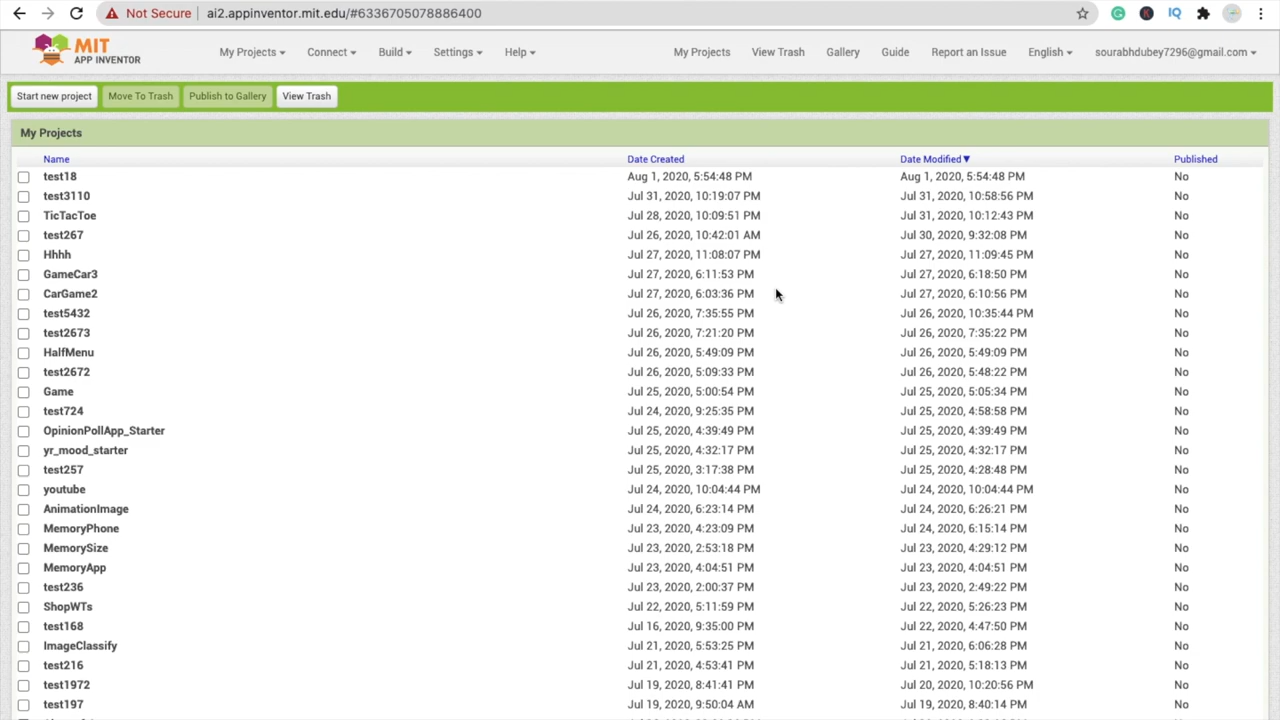 Not Secure ai2.appinventor.mit.edu/#6336705078886400
MIT APP INVENTOR My Projects Connect Build Settings Help My Projects View Trash Gallery Guide Report an Issue English sourabhdubey7296@gmail.com
Start new project Move To Trash Publish to Gallery View Trash
My Projects
Name Date Created Date Modified▼ Published
test18 Aug 1, 2020, 5:54:48 PM Aug 1, 2020, 5:54:48 PM No
test3110 Jul 31, 2020, 10:19:07 PM Jul 31, 2020, 10:58:56 PM No
TicTacToe Jul 28, 2020, 10:09:51 PM Jul 31, 2020, 10:12:43 PM No
test267 Jul 26, 2020, 10:42:01 AM Jul 30, 2020, 9:32:08 PM No
Hhhh Jul 27, 2020, 11:08:07 PM Jul 27, 2020, 11:09:45 PM No
GameCar3 Jul 27, 2020, 6:11:53 PM Jul 27, 2020, 6:18:50 PM No
CarGame2 Jul 27, 2020, 6:03:36 PM Jul 27, 2020, 6:10:56 PM No
test5432 Jul 26, 2020, 7:35:55 PM Jul 26, 2020, 10:35:44 PM No
test2673 Jul 26, 2020, 7:21:20 PM Jul 26, 2020, 7:35:22 PM No
HalfMenu Jul 26, 2020, 5:49:09 PM Jul 26, 2020, 5:49:09 PM No
test2672 Jul 26, 2020, 5:09:33 PM Jul 26, 2020, 5:48:22 PM No
Game Jul 25, 2020, 5:00:54 PM Jul 25, 2020, 5:05:34 PM No
test724 Jul 24, 2020, 9:25:35 PM Jul 25, 2020, 4:58:58 PM No
OpinionPollApp_Starter Jul 25, 2020, 4:39:49 PM Jul 25, 2020, 4:39:49 PM No
yr_mood_starter Jul 25, 2020, 4:32:17 PM Jul 25, 2020, 4:32:17 PM No
test257 Jul 25, 2020, 3:17:38 PM Jul 25, 2020, 4:28:48 PM No
youtube Jul 24, 2020, 10:04:44 PM Jul 24, 2020, 10:04:44 PM No
AnimationImage Jul 24, 2020, 6:23:14 PM Jul 24, 2020, 6:26:21 PM No
MemoryPhone Jul 23, 2020, 4:23:09 PM Jul 24, 2020, 6:15:14 PM No
MemorySize Jul 23, 2020, 2:53:18 PM Jul 23, 2020, 4:29:12 PM No
MemoryApp Jul 23, 2020, 4:04:51 PM Jul 23, 2020, 4:04:51 PM No
test236 Jul 23, 2020, 2:00:37 PM Jul 23, 2020, 2:49:22 PM No
ShopWTs Jul 22, 2020, 5:11:59 PM Jul 22, 2020, 5:26:23 PM No
test168 Jul 16, 2020, 9:35:00 PM Jul 22, 2020, 4:47:50 PM No
ImageClassify Jul 21, 2020, 5:53:25 PM Jul 21, 2020, 6:06:28 PM No
test216 Jul 21, 2020, 4:53:41 PM Jul 21, 2020, 5:18:13 PM No
test1972 Jul 19, 2020, 8:41:41 PM Jul 20, 2020, 10:20:56 PM No
test197 Jul 19, 2020, 9:50:04 AM Jul 19, 2020, 8:40:14 PM No